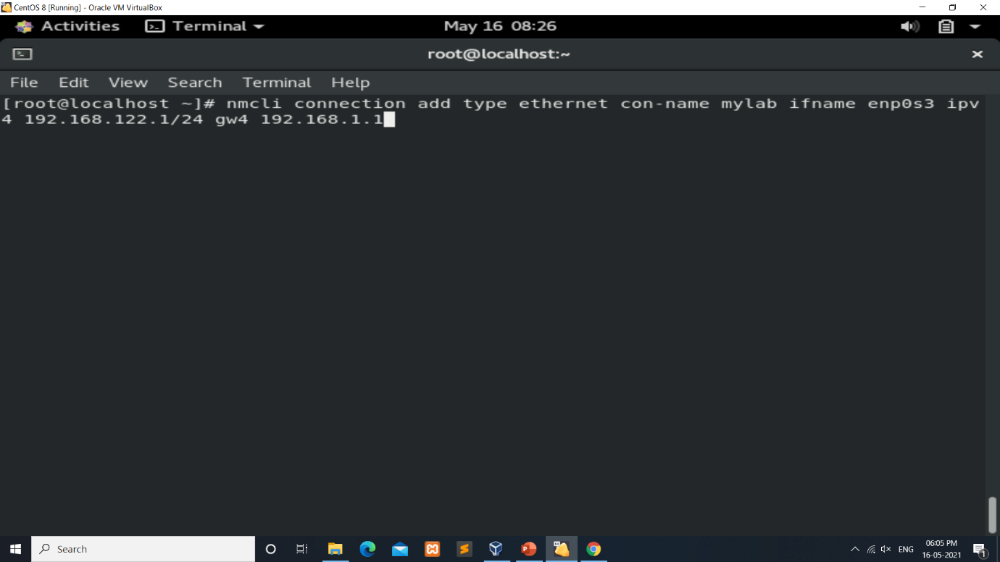 CentOS 8 [Running] - Oracle VM VirtualBox
Activities Terminal May 16 08:26
root@localhost:~
File Edit View Search Terminal Help
[root@localhost ~]# nmcli connection add type ethernet con-name mylab ifname enp0s3 ipv
4 192.168.122.1/24 gw4 192.168.1.1
Search
ENG
06:05 PM
16-05-2021
1